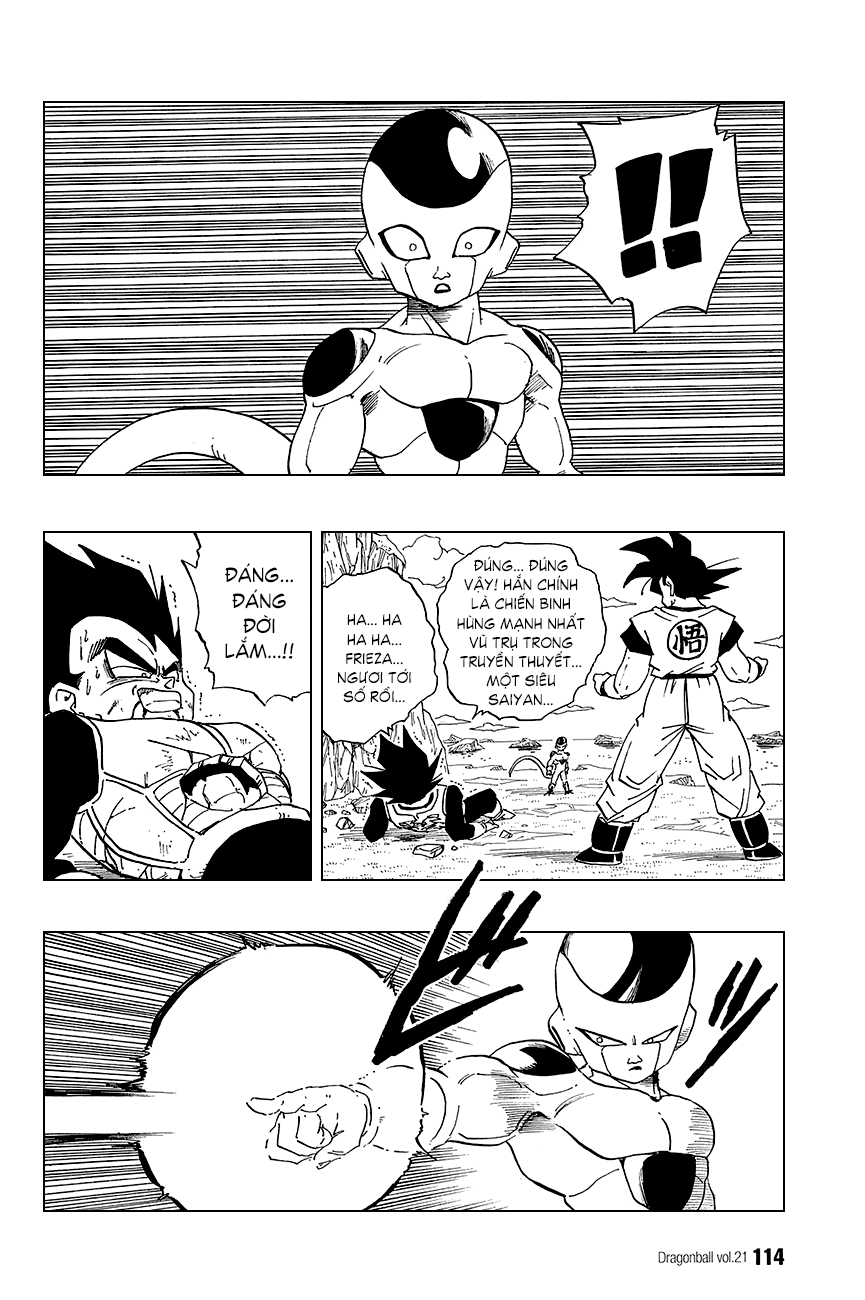 !!
ĐÚNG... ĐÚNG
VẬY! HẮN CHÍNH
LÀ CHIẾN BINH
HÙNG MẠNH NHẤT
VŨ TRỤ TRONG
TRUYỀN THUYẾT...
MỘT SIÊU
SAIYAN...
HA... HA
HA HA...
FRIEZA...
NGƯƠI TỚI
SỐ RỒI...
悟
ĐÁNG...
ĐÁNG
ĐỜI
LẮM...!!
Dragonball vol.21 114